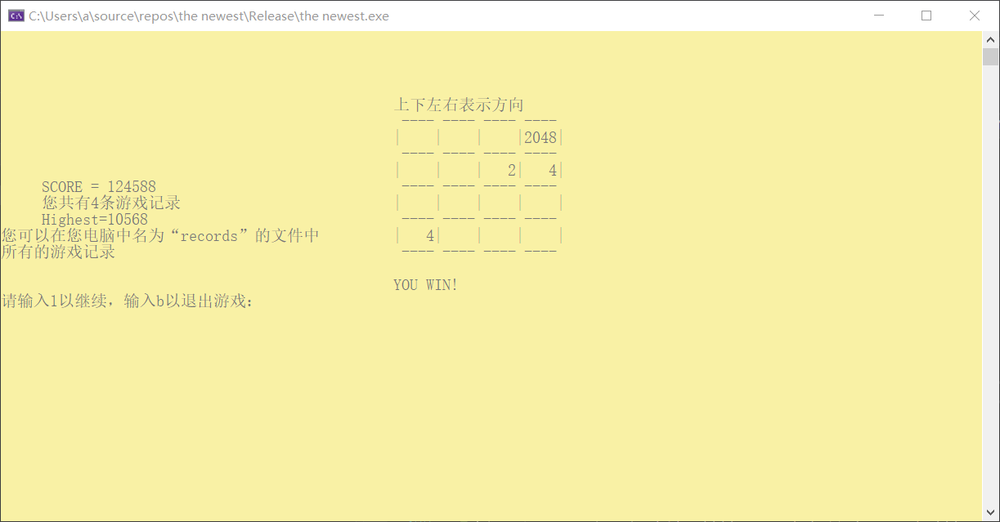 C:\Users\a\source\repos\the newest\Release\the newest.exe
上下左右表示方向
---- ---- ---- ----
|    |    |    |2048|
---- ---- ---- ----
|    |    |   2|   4|
---- ---- ---- ----
|    |    |    |    |
---- ---- ---- ----
|   4|    |    |    |
---- ---- ---- ----
SCORE = 124588
您共有4条游戏记录
Highest=10568
您可以在您电脑中名为“records”的文件中
所有的游戏记录
YOU WIN!
请输入1以继续，输入b以退出游戏：